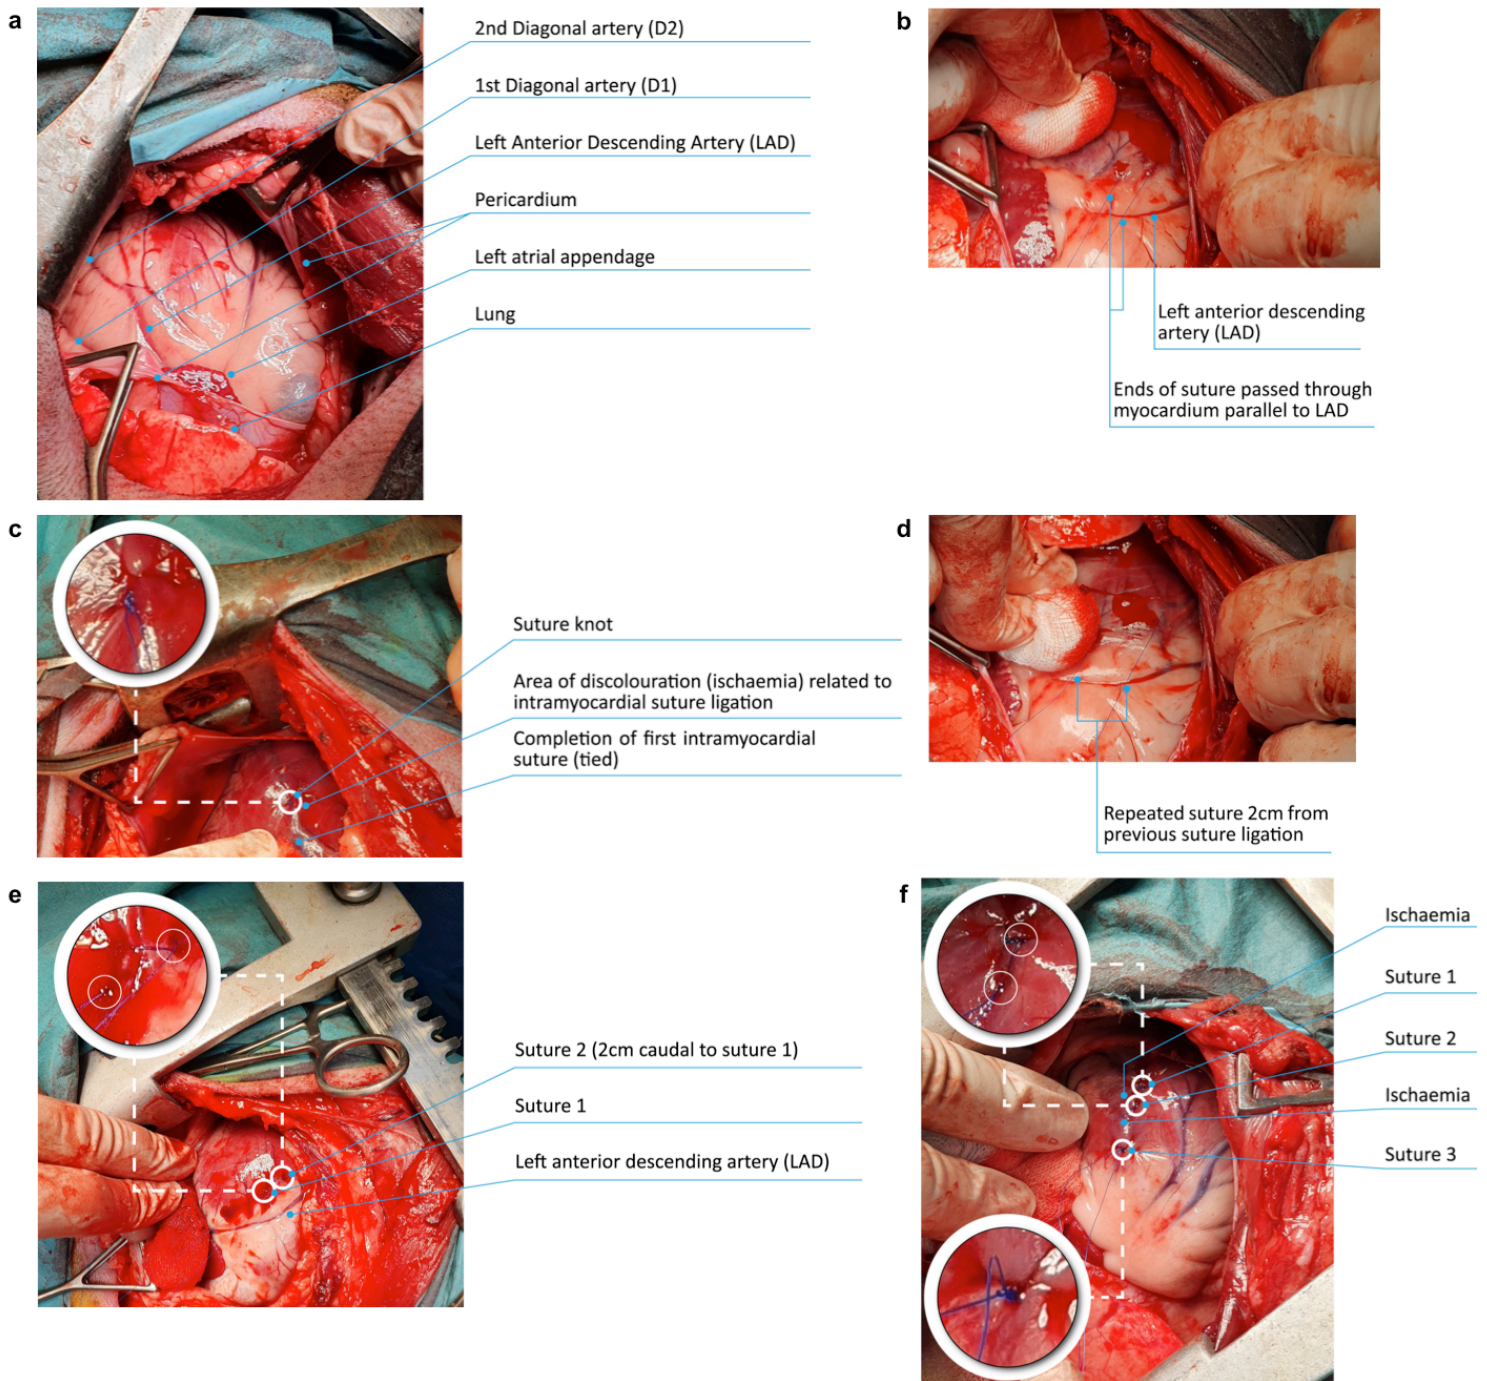 a
2nd Diagonal artery (D2)
1st Diagonal artery (D1)
Left Anterior Descending Artery (LAD)
Pericardium
Left atrial appendage
Lung
b
Left anterior descending
artery (LAD)
Ends of suture passed through
myocardium parallel to LAD
c
Suture knot
Area of discolouration (ischaemia) related to
intramyocardial suture ligation
Completion of first intramyocardial
suture (tied)
d
Repeated suture 2cm from
previous suture ligation
e
Suture 2 (2cm caudal to suture 1)
Suture 1
Left anterior descending artery (LAD)
f
Ischaemia
Suture 1
Suture 2
Ischaemia
Suture 3